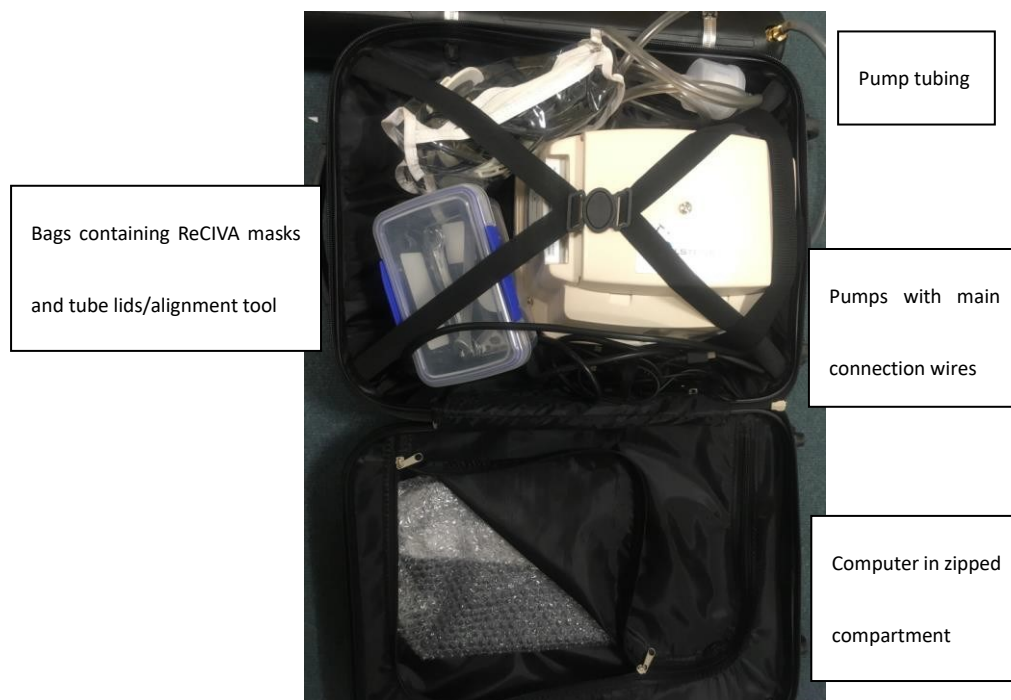 Pump tubing
Bags containing ReCIVA masks
and tube lids/alignment tool
Pumps with main
connection wires
Computer in zipped
compartment